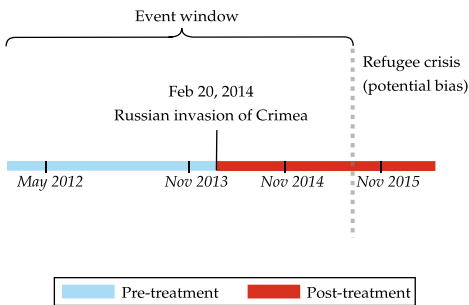 Event window
Refugee crisis
(potential bias)
Feb 20, 2014
Russian invasion of Crimea
May 2012
Nov 2013
Nov 2014
Nov 2015
Pre-treatment
Post-treatment